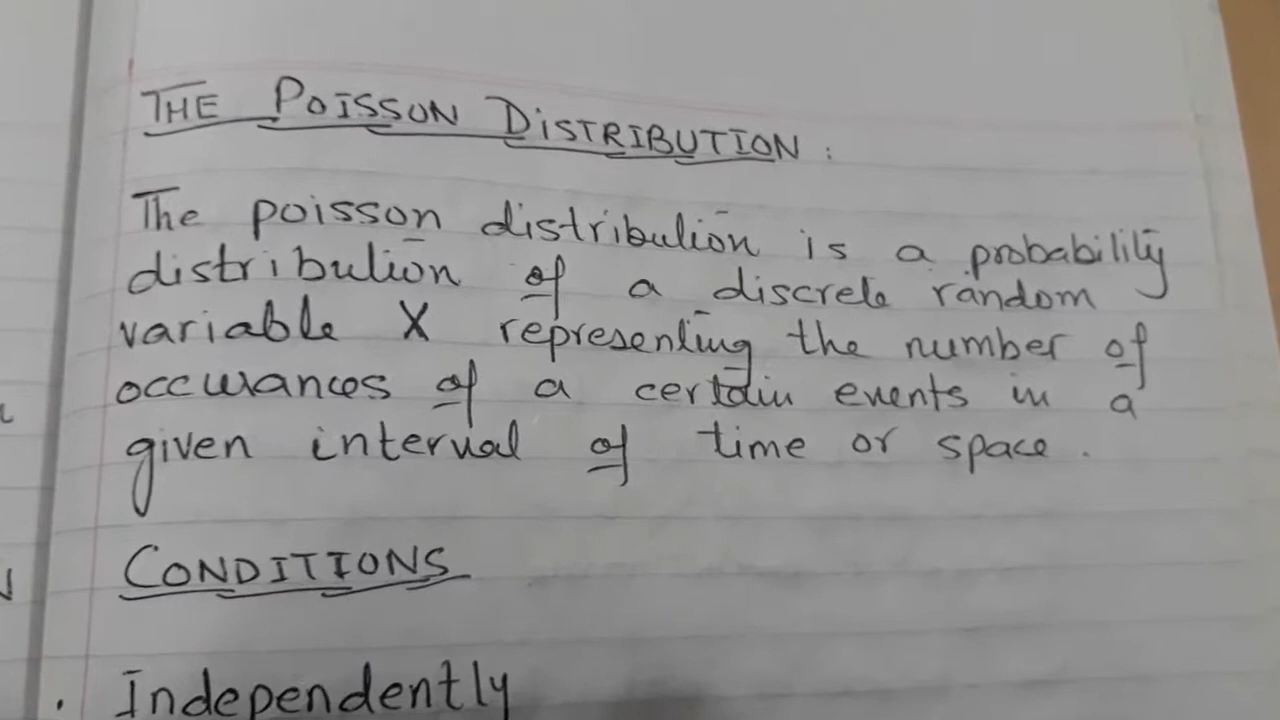 THE POISSON DISTRIBUTION:
The poisson distribution is a probability
distribution of a discrete random
variable X representing the number of
occurances of a certain events in a
given interval of time or space.
CONDITIONS
. Independently